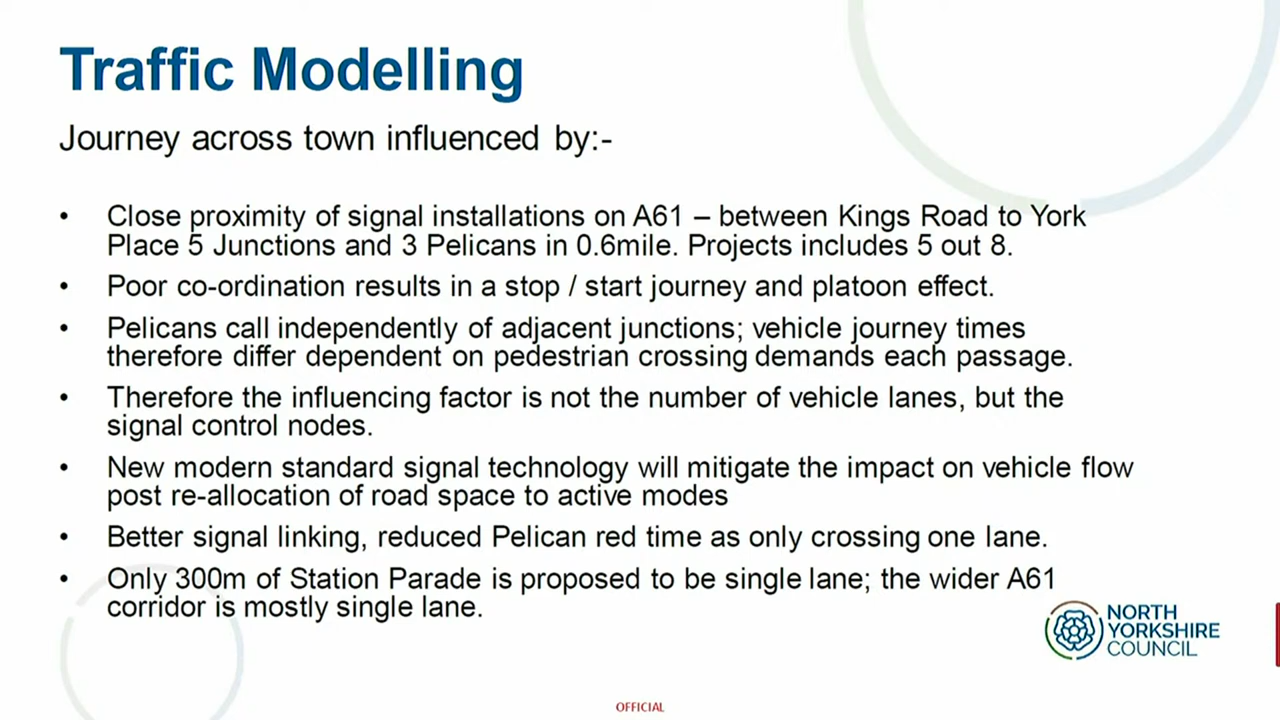 Traffic Modelling
Journey across town influenced by:-
• Close proximity of signal installations on A61 – between Kings Road to York
Place 5 Junctions and 3 Pelicans in 0.6mile. Projects includes 5 out 8.
• Poor co-ordination results in a stop / start journey and platoon effect.
• Pelicans call independently of adjacent junctions; vehicle journey times
therefore differ dependent on pedestrian crossing demands each passage.
• Therefore the influencing factor is not the number of vehicle lanes, but the
signal control nodes.
• New modern standard signal technology will mitigate the impact on vehicle flow
post re-allocation of road space to active modes
• Better signal linking, reduced Pelican red time as only crossing one lane.
• Only 300m of Station Parade is proposed to be single lane; the wider A61
corridor is mostly single lane.
NORTH
YORKSHIRE
COUNCIL
OFFICIAL